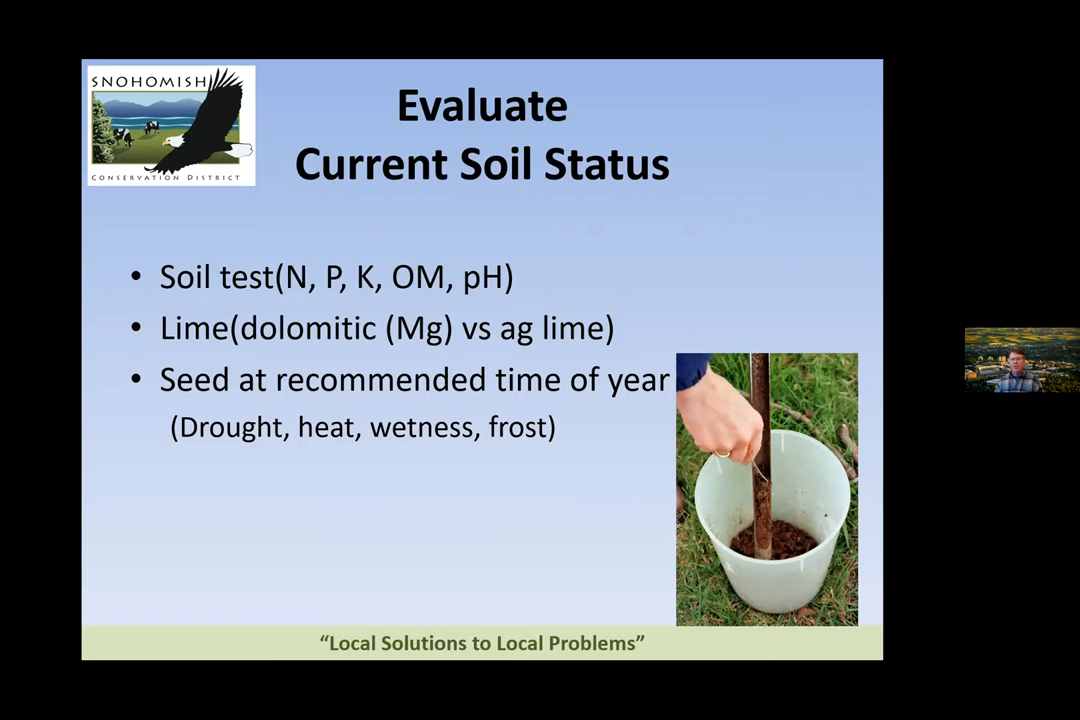 SNOHOMISH
CONSERVATION DISTRICT
Evaluate
Current Soil Status
• Soil test(N, P, K, OM, pH)
• Lime(dolomitic (Mg) vs ag lime)
• Seed at recommended time of year
(Drought, heat, wetness, frost)
“Local Solutions to Local Problems”